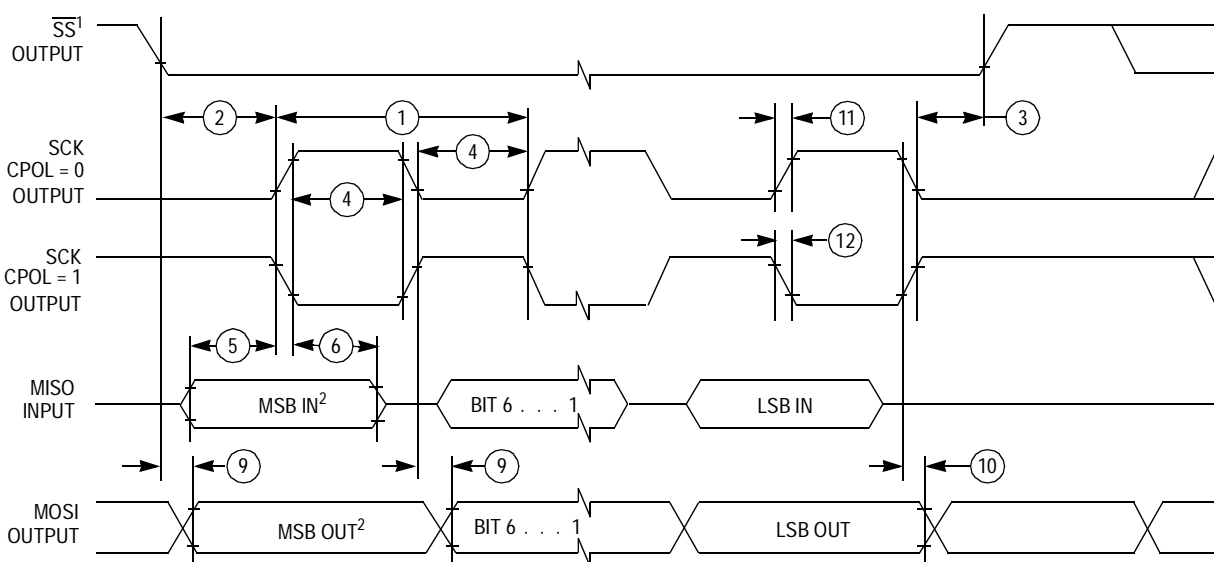 SS¹
OUTPUT
2
1
11
3
SCK
CPOL = 0
OUTPUT
4
4
SCK
CPOL = 1
OUTPUT
12
5
6
MISO
INPUT
MSB IN²
BIT 6 . . . 1
LSB IN
9
9
10
MOSI
OUTPUT
MSB OUT²
BIT 6 . . . 1
LSB OUT